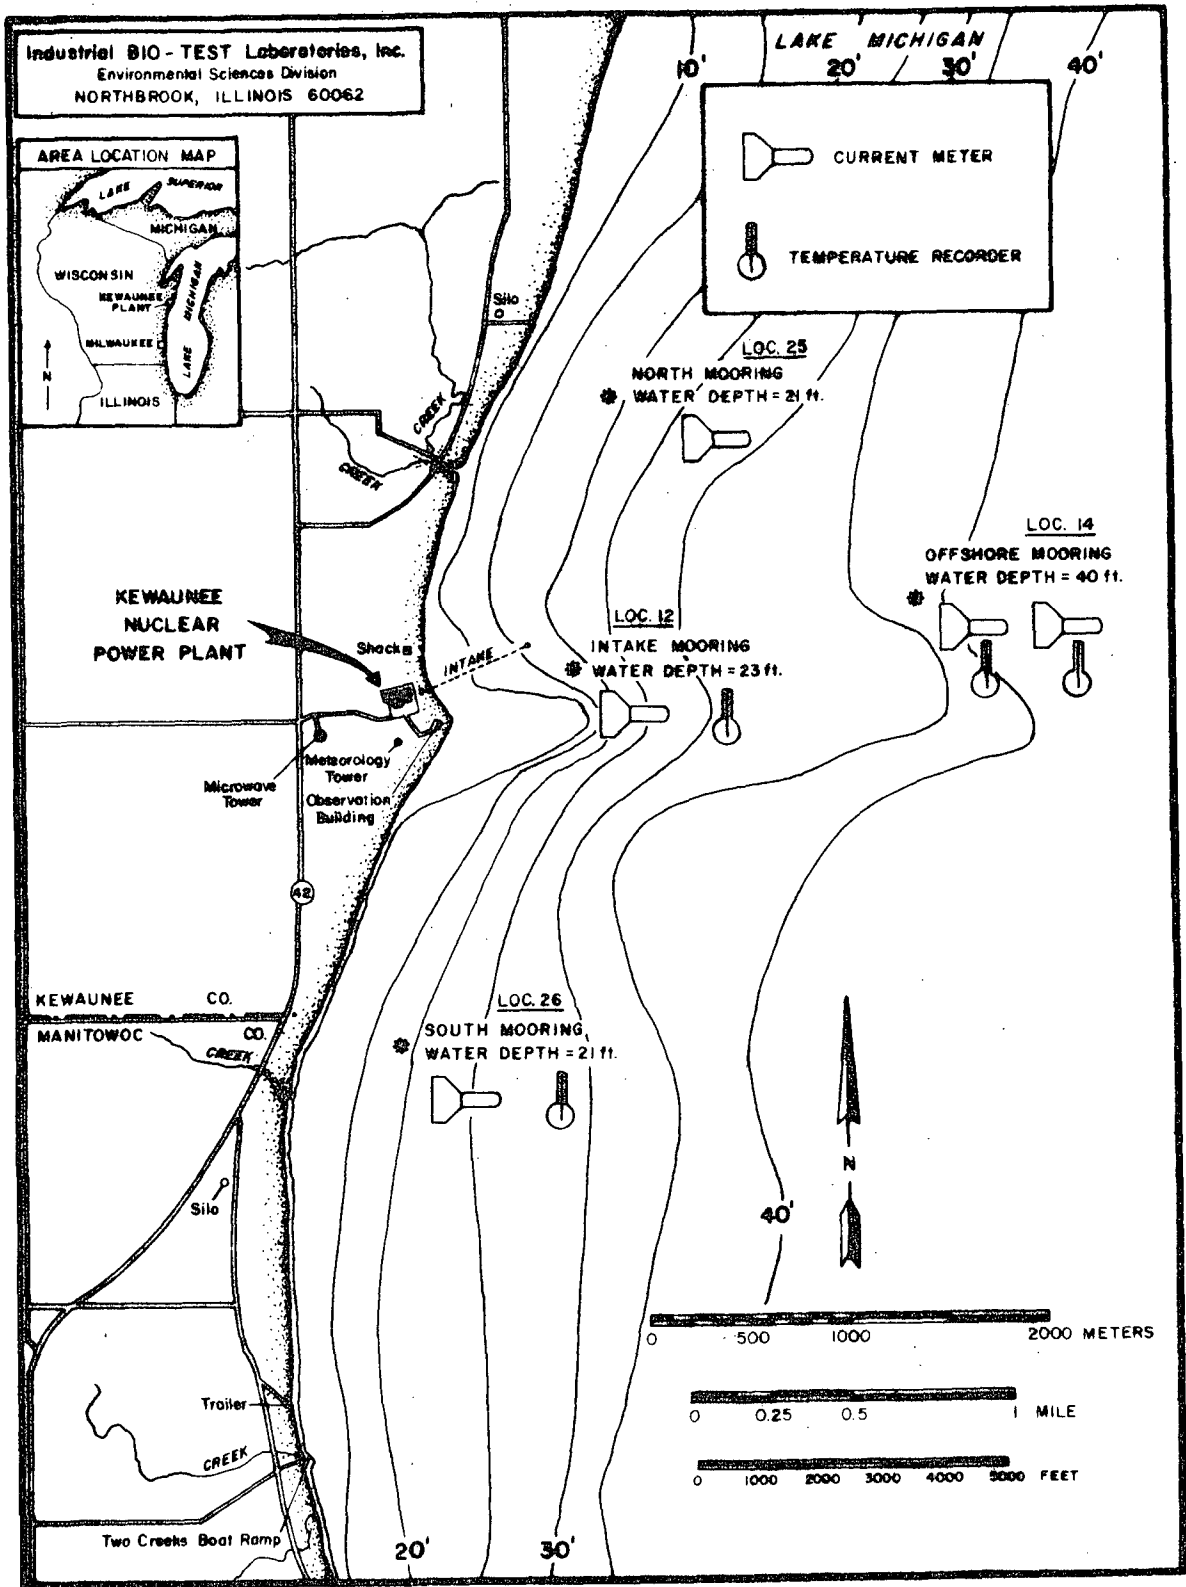 Industrial BIO-TEST Laboratories, Inc.
Environmental Sciences Division
NORTHBROOK, ILLINOIS 60062
LAKE MICHIGAN
10'
20'
30'
40'
CURRENT METER
TEMPERATURE RECORDER
AREA LOCATION MAP
LAKE SUPERIOR
MICHIGAN
WISCONSIN
KEWAUNEE
PLANT
MILWAUKEE
LAKE MICHIGAN
N
ILLINOIS
Silo
CREEK
CREEK
LOC. 25
NORTH MOORING
WATER DEPTH = 21 ft.
LOC. 14
OFFSHORE MOORING
WATER DEPTH = 40 ft.
KEWAUNEE
NUCLEAR
POWER PLANT
Shack
INTAKE
LOC. 12
INTAKE MOORING
WATER DEPTH = 23 ft.
Meteorology
Tower
Microwave
Tower
Observation
Building
42
KEWAUNEE CO.
MANITOWOC CO.
CREEK
LOC. 26
SOUTH MOORING
WATER DEPTH = 21 ft.
N
Silo
40'
0 500 1000 2000 METERS
0 0.25 0.5 1 MILE
0 1000 2000 3000 4000 5000 FEET
Trailer
CREEK
Two Creeks Boat Ramp
20'
30'